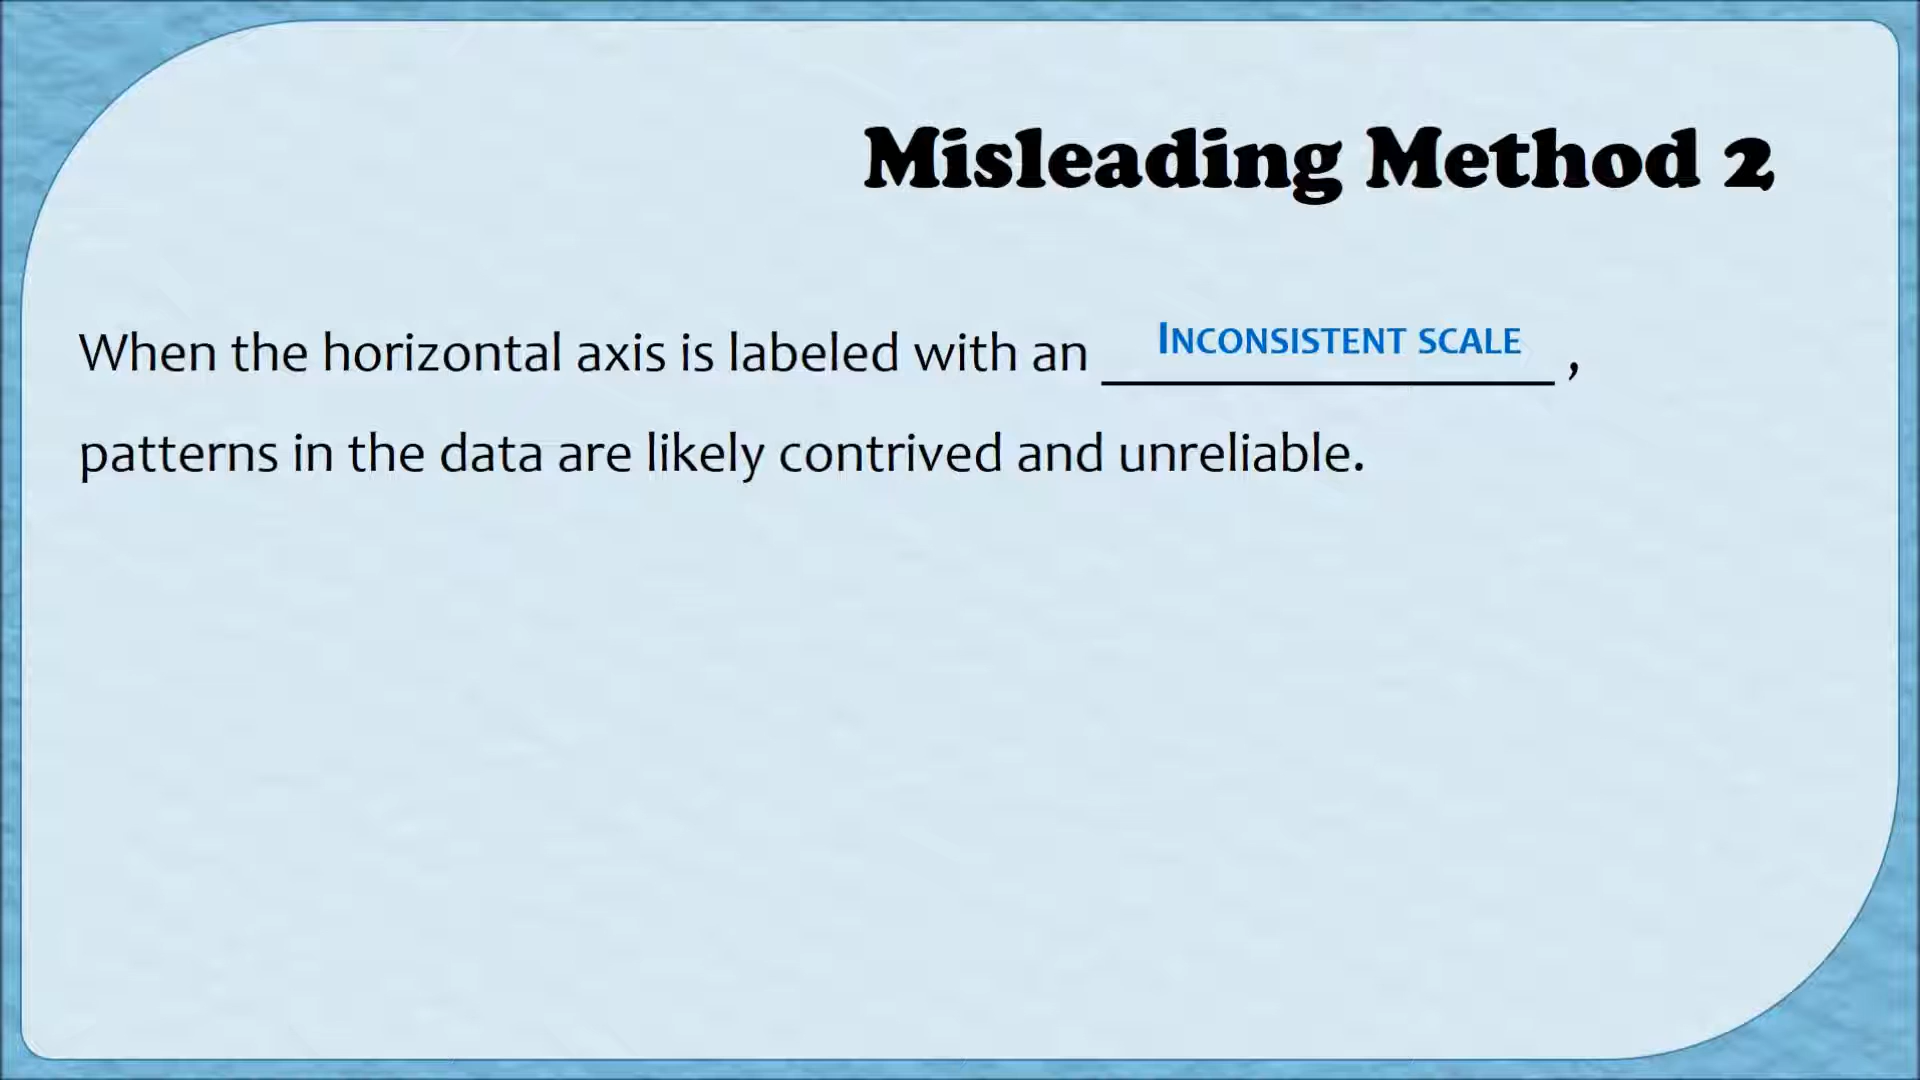 Misleading Method 2
When the horizontal axis is labeled with an INCONSISTENT SCALE ,
patterns in the data are likely contrived and unreliable.